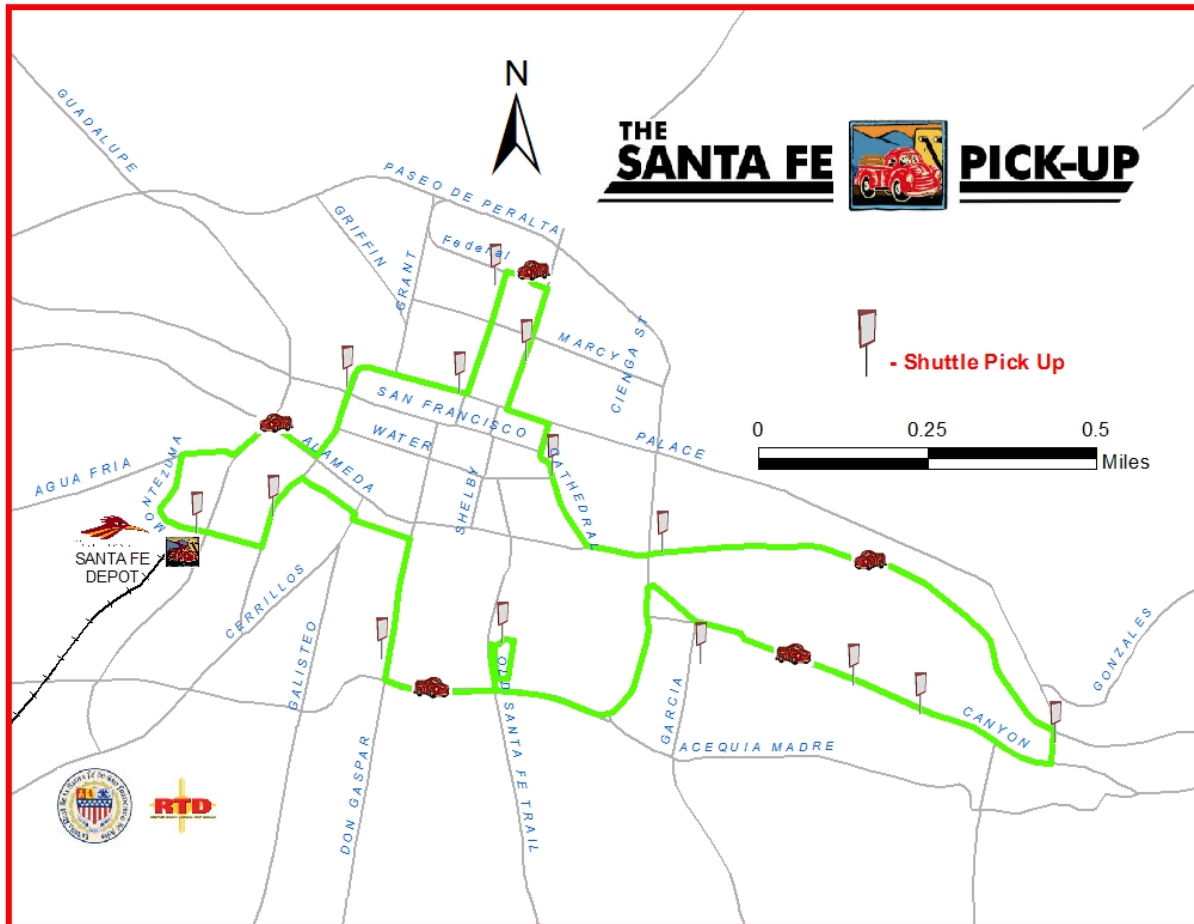 N
THE
SANTA FE
PICK-UP
GUADALUPE
PASEO DE PERALTA
GRIFFIN
Federal
GRANT
MARCY
CIENGA ST
- Shuttle Pick Up
SAN FRANCISCO
WATER
PALACE
0
0.25
0.5
Miles
ALAMEDA
SHELBY
CATHEDRAL
AGUA FRIA
MONTEZUMA
SANTA FE
DEPOT
CERRILLOS
GALISTEO
OLD SANTA FE TRAIL
GARCIA
CANYON
GONZALES
ACEQUIA MADRE
DON GASPAR
RTD